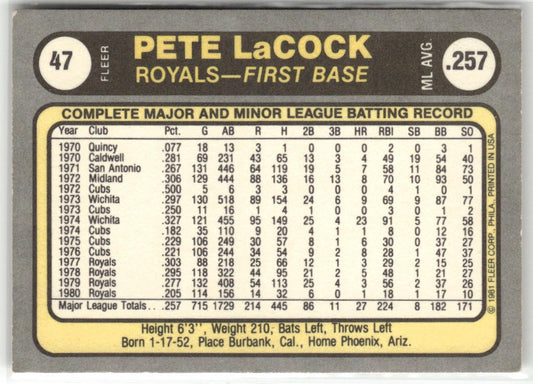 47 FLEER PETE LaCOCK ML AVG. .257
ROYALS—FIRST BASE
COMPLETE MAJOR AND MINOR LEAGUE BATTING RECORD
Year Club Pct. G AB R H 2B 3B HR RBI SB BB SO
1970 Quincy .077 18 13 3 1 0 0 0 2 0 3 1
1970 Caldwell .281 69 231 43 65 13 3 4 49 19 54 40
1971 San Antonio .267 131 446 64 119 19 5 7 58 11 84 73
1972 Midland .306 129 444 88 136 16 13 8 70 10 93 50
1972 Cubs .500 5 6 3 3 0 0 0 4 1 0 1
1973 Wichita .297 130 518 89 154 24 6 9 69 9 87 77
1973 Cubs .250 11 16 1 4 1 0 0 3 0 1 2
1974 Wichita .327 121 455 95 149 25 4 23 91 5 77 58
1974 Cubs .182 35 110 9 20 4 1 1 8 0 12 16
1975 Cubs .229 106 249 30 57 8 1 6 30 0 37 27
1976 Cubs .221 106 244 34 54 9 2 8 28 1 42 37
1977 Royals .303 88 218 25 66 12 1 3 29 2 15 25
1978 Royals .295 118 322 44 95 21 2 5 48 1 21 27
1979 Royals .277 132 408 54 113 25 4 3 56 2 37 26
1980 Royals .205 114 156 14 32 6 0 1 18 1 17 10
Major League Totals . . .257 715 1729 214 445 86 11 27 224 8 182 171
Height 6'3'', Weight 210, Bats Left, Throws Left
Born 1-17-52, Place Burbank, Cal., Home Phoenix, Ariz.
© 1981 FLEER CORP., PHILA., PRINTED IN USA